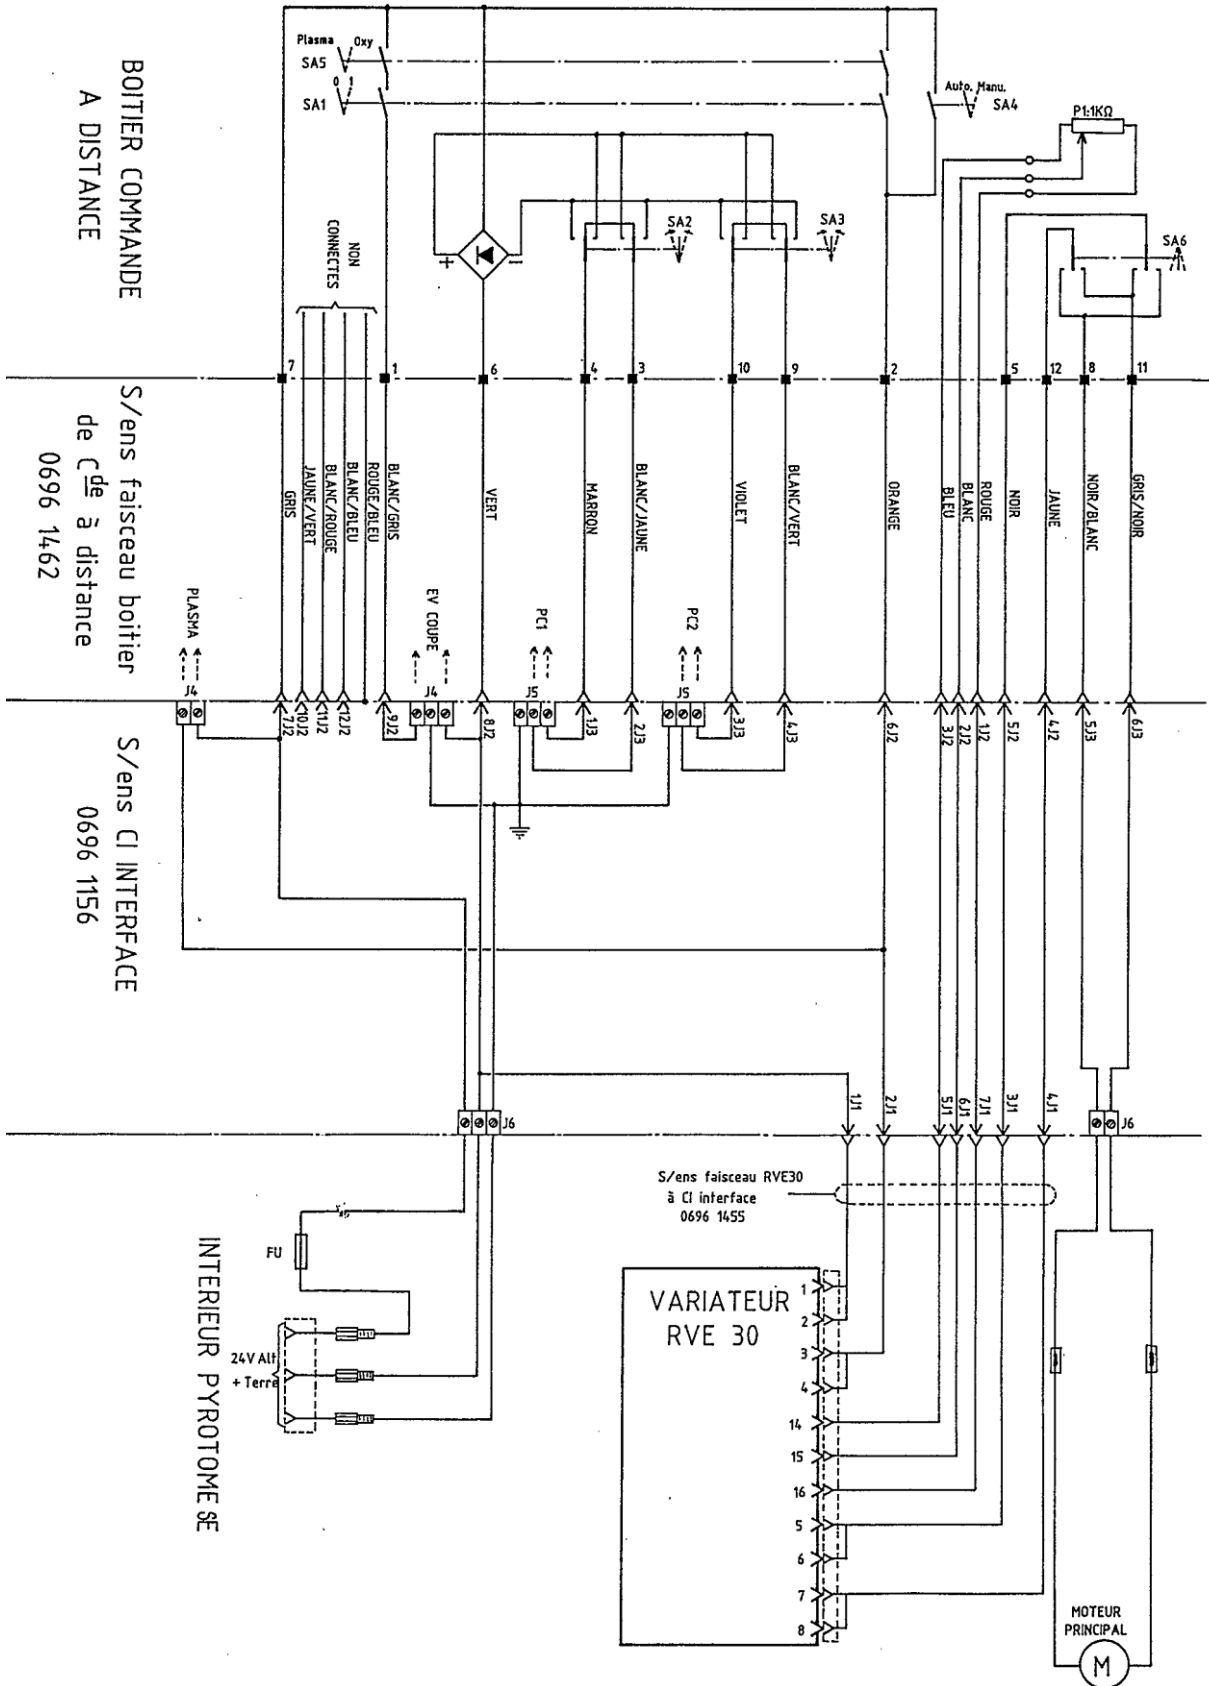 BOITIER COMMANDE
A DISTANCE
Plasma
Oxy
SA5
0 1
SA1
Auto. Manu.
SA4
P1:1KΩ
SA2
SA3
SA6
+
−
NON
CONNECTES
7
1
6
4
3
10
9
2
5
12
8
11
S/ens faisceau boitier
de Cde à distance
0696 1462
GRIS
JAUNE/VERT
BLANC/ROUGE
BLANC/BLEU
ROUGE/BLEU
BLANC/GRIS
VERT
MARRON
BLANC/JAUNE
VIOLET
BLANC/VERT
ORANGE
BLEU
BLANC
ROUGE
NOIR
JAUNE
NOIR/BLANC
GRIS/NOIR
PLASMA
EV COUPE
PC1
PC2
J4
J4
J5
J5
7J2
10J2
11J2
12J2
9J2
8J2
1J3
2J3
3J3
4J3
6J2
3J2
2J2
1J2
5J2
4J2
5J3
6J3
S/ens CI INTERFACE
0696 1156
1J1
2J1
5J1
6J1
7J1
3J1
4J1
J6
J6
S/ens faisceau RVE30
à CI interface
0696 1455
INTERIEUR PYROTOME SE
FU
24V Alt
+ Terre
VARIATEUR
RVE 30
1
2
3
4
14
15
16
5
6
7
8
MOTEUR
PRINCIPAL
M